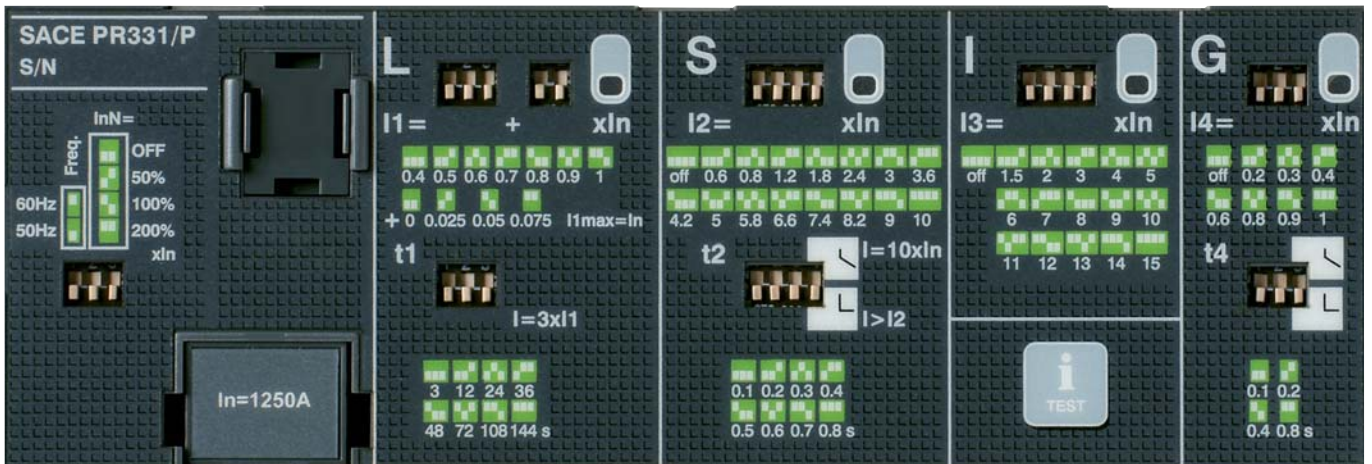 SACE PR331/P
S/N
InN=
Freq.
OFF
50%
60Hz
100%
50Hz
200%
xIn
In=1250A
L
I1= + xIn
0.4 0.5 0.6 0.7 0.8 0.9 1
+ 0 0.025 0.05 0.075 I1max=In
t1
I=3xI1
3 12 24 36
48 72 108 144 s
S
I2= xIn
off 0.6 0.8 1.2 1.8 2.4 3 3.6
4.2 5 5.8 6.6 7.4 8.2 9 10
t2 I=10xIn
I>I2
0.1 0.2 0.3 0.4
0.5 0.6 0.7 0.8 s
I
I3= xIn
off 1.5 2 3 4 5
6 7 8 9 10
11 12 13 14 15
i
TEST
G
I4= xIn
off 0.2 0.3 0.4
0.6 0.8 0.9 1
t4
0.1 0.2
0.4 0.8 s